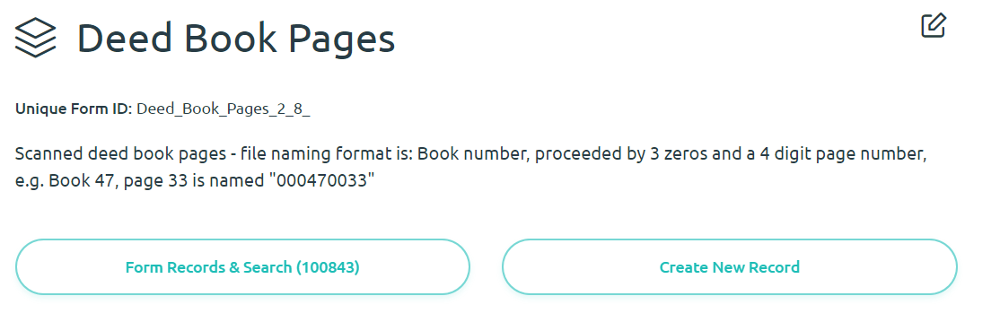 Deed Book Pages
Unique Form ID: Deed_Book_Pages_2_8_
Scanned deed book pages - file naming format is: Book number, proceeded by 3 zeros and a 4 digit page number,
e.g. Book 47, page 33 is named "000470033"
Form Records & Search (100843)
Create New Record